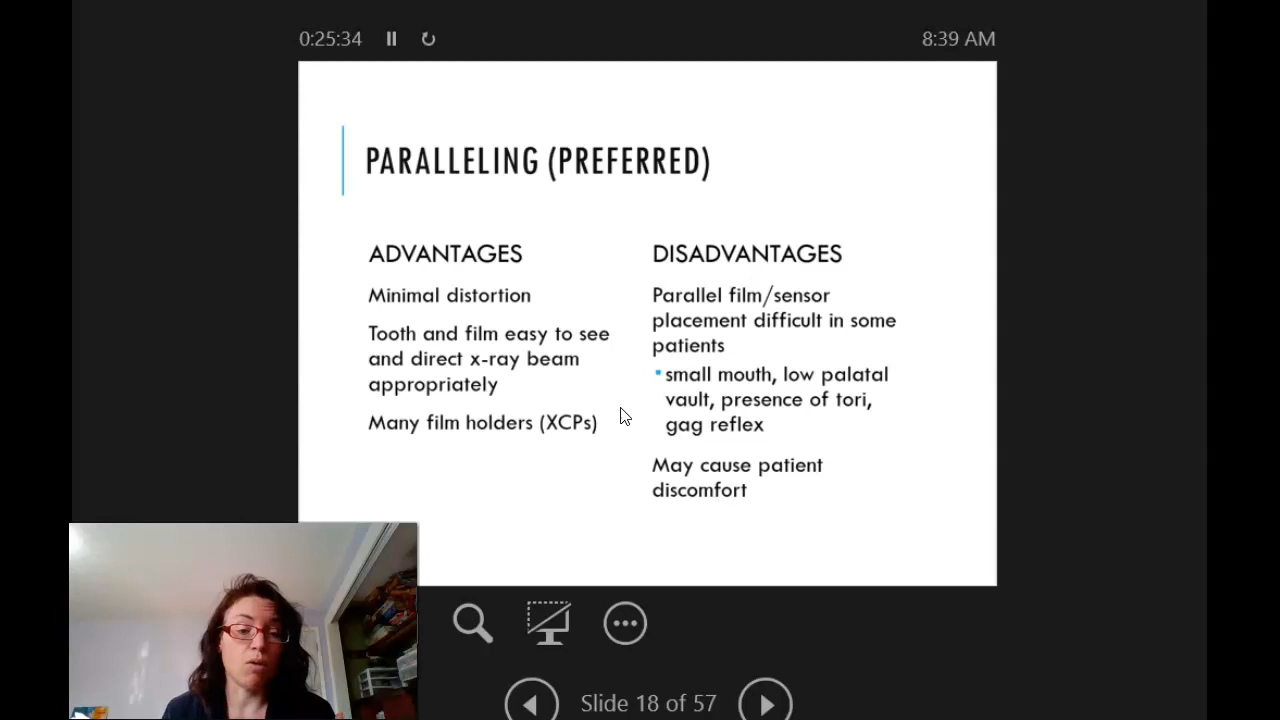 0:25:34
8:39 AM
PARALLELING (PREFERRED)
ADVANTAGES
Minimal distortion
Tooth and film easy to see
and direct x-ray beam
appropriately
Many film holders (XCPs)
DISADVANTAGES
Parallel film/sensor
placement difficult in some
patients
▪small mouth, low palatal
vault, presence of tori,
gag reflex
May cause patient
discomfort
Slide 18 of 57